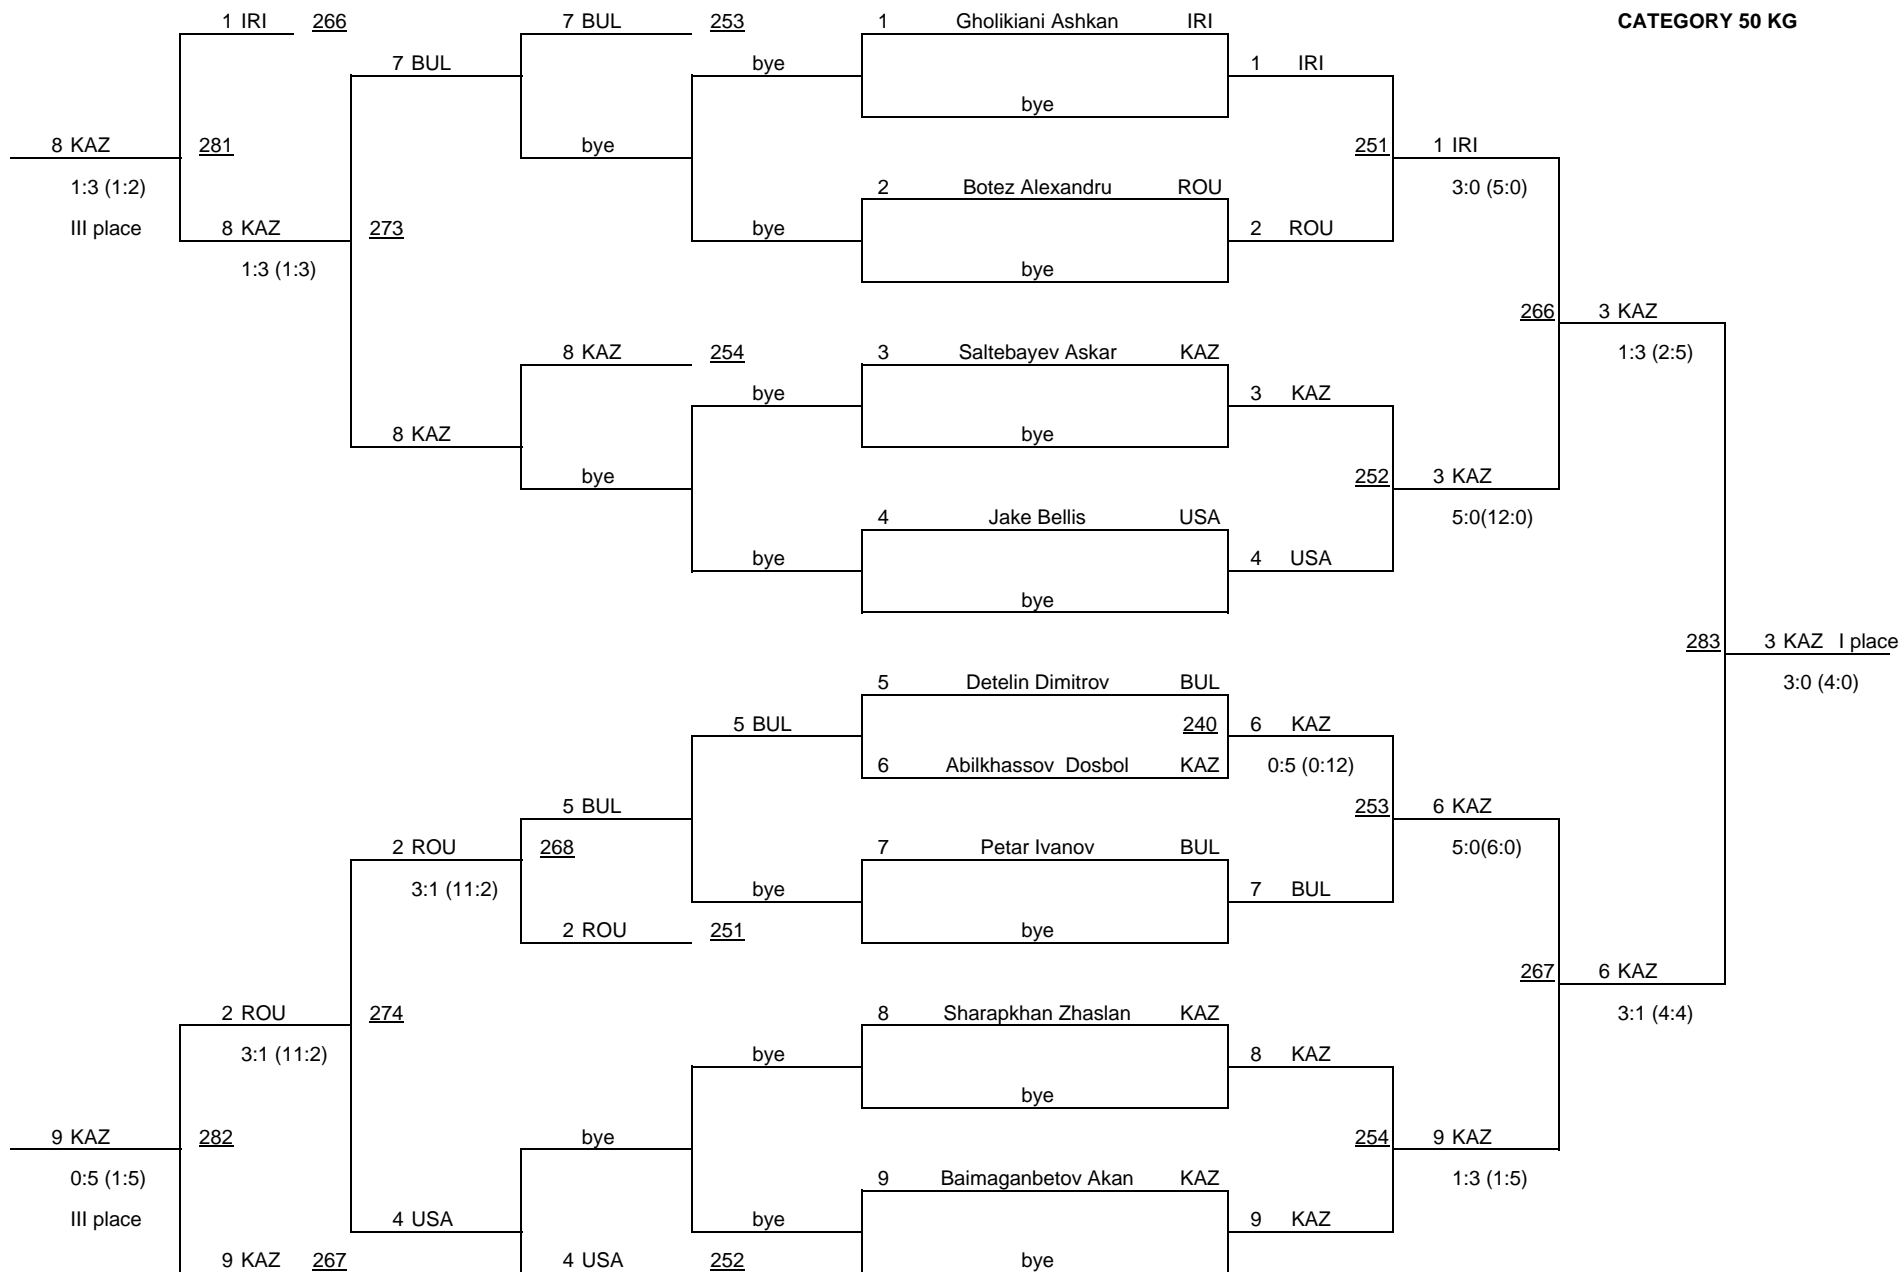 1 IRI 266 7 BUL 253 1 Gholikiani Ashkan IRI CATEGORY 50 KG
7 BUL bye 1 IRI
bye
8 KAZ 281 bye 251 1 IRI
1:3 (1:2) 2 Botez Alexandru ROU 3:0 (5:0)
III place 8 KAZ 273 bye 2 ROU
1:3 (1:3) bye
266 3 KAZ
8 KAZ 254 3 Saltebayev Askar KAZ 1:3 (2:5)
bye 3 KAZ
8 KAZ bye
bye 252 3 KAZ
4 Jake Bellis USA 5:0(12:0)
bye 4 USA
bye
283 3 KAZ I place
5 Detelin Dimitrov BUL 3:0 (4:0)
5 BUL 240 6 KAZ
6 Abilkhassov Dosbol KAZ 0:5 (0:12)
5 BUL 253 6 KAZ
2 ROU 268 7 Petar Ivanov BUL 5:0(6:0)
3:1 (11:2) bye 7 BUL
2 ROU 251 bye
267 6 KAZ
2 ROU 274 8 Sharapkhan Zhaslan KAZ 3:1 (4:4)
3:1 (11:2) bye 8 KAZ
bye
9 KAZ 282 bye 254 9 KAZ
0:5 (1:5) 9 Baimaganbetov Akan KAZ 1:3 (1:5)
III place 4 USA bye 9 KAZ
9 KAZ 267 4 USA 252 bye